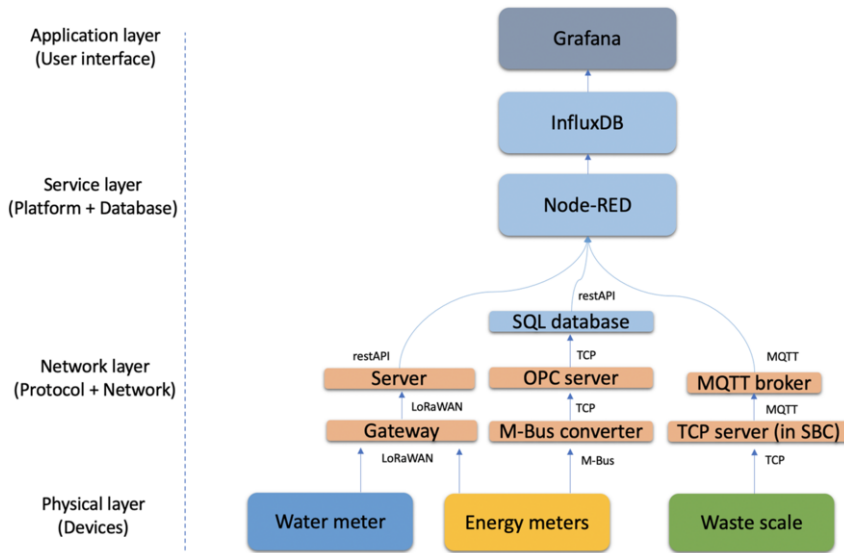 Application layer
(User interface)
Grafana
InfluxDB
Service layer
(Platform + Database)
Node-RED
restAPI
SQL database
restAPI
TCP
MQTT
Network layer
(Protocol + Network)
Server
OPC server
MQTT broker
LoRaWAN
TCP
MQTT
Gateway
M-Bus converter
TCP server (in SBC)
LoRaWAN
M-Bus
TCP
Physical layer
(Devices)
Water meter
Energy meters
Waste scale